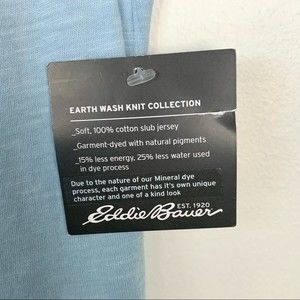 EARTH WASH KNIT COLLECTION
_Soft, 100% cotton slub jersey
_Garment-dyed with natural pigments
_15% less energy, 25% less water used
in dye process
Due to the nature of our Mineral dye
process, each garment has it's own unique
character and one of a kind look
EST. 1920
Eddie Bauer